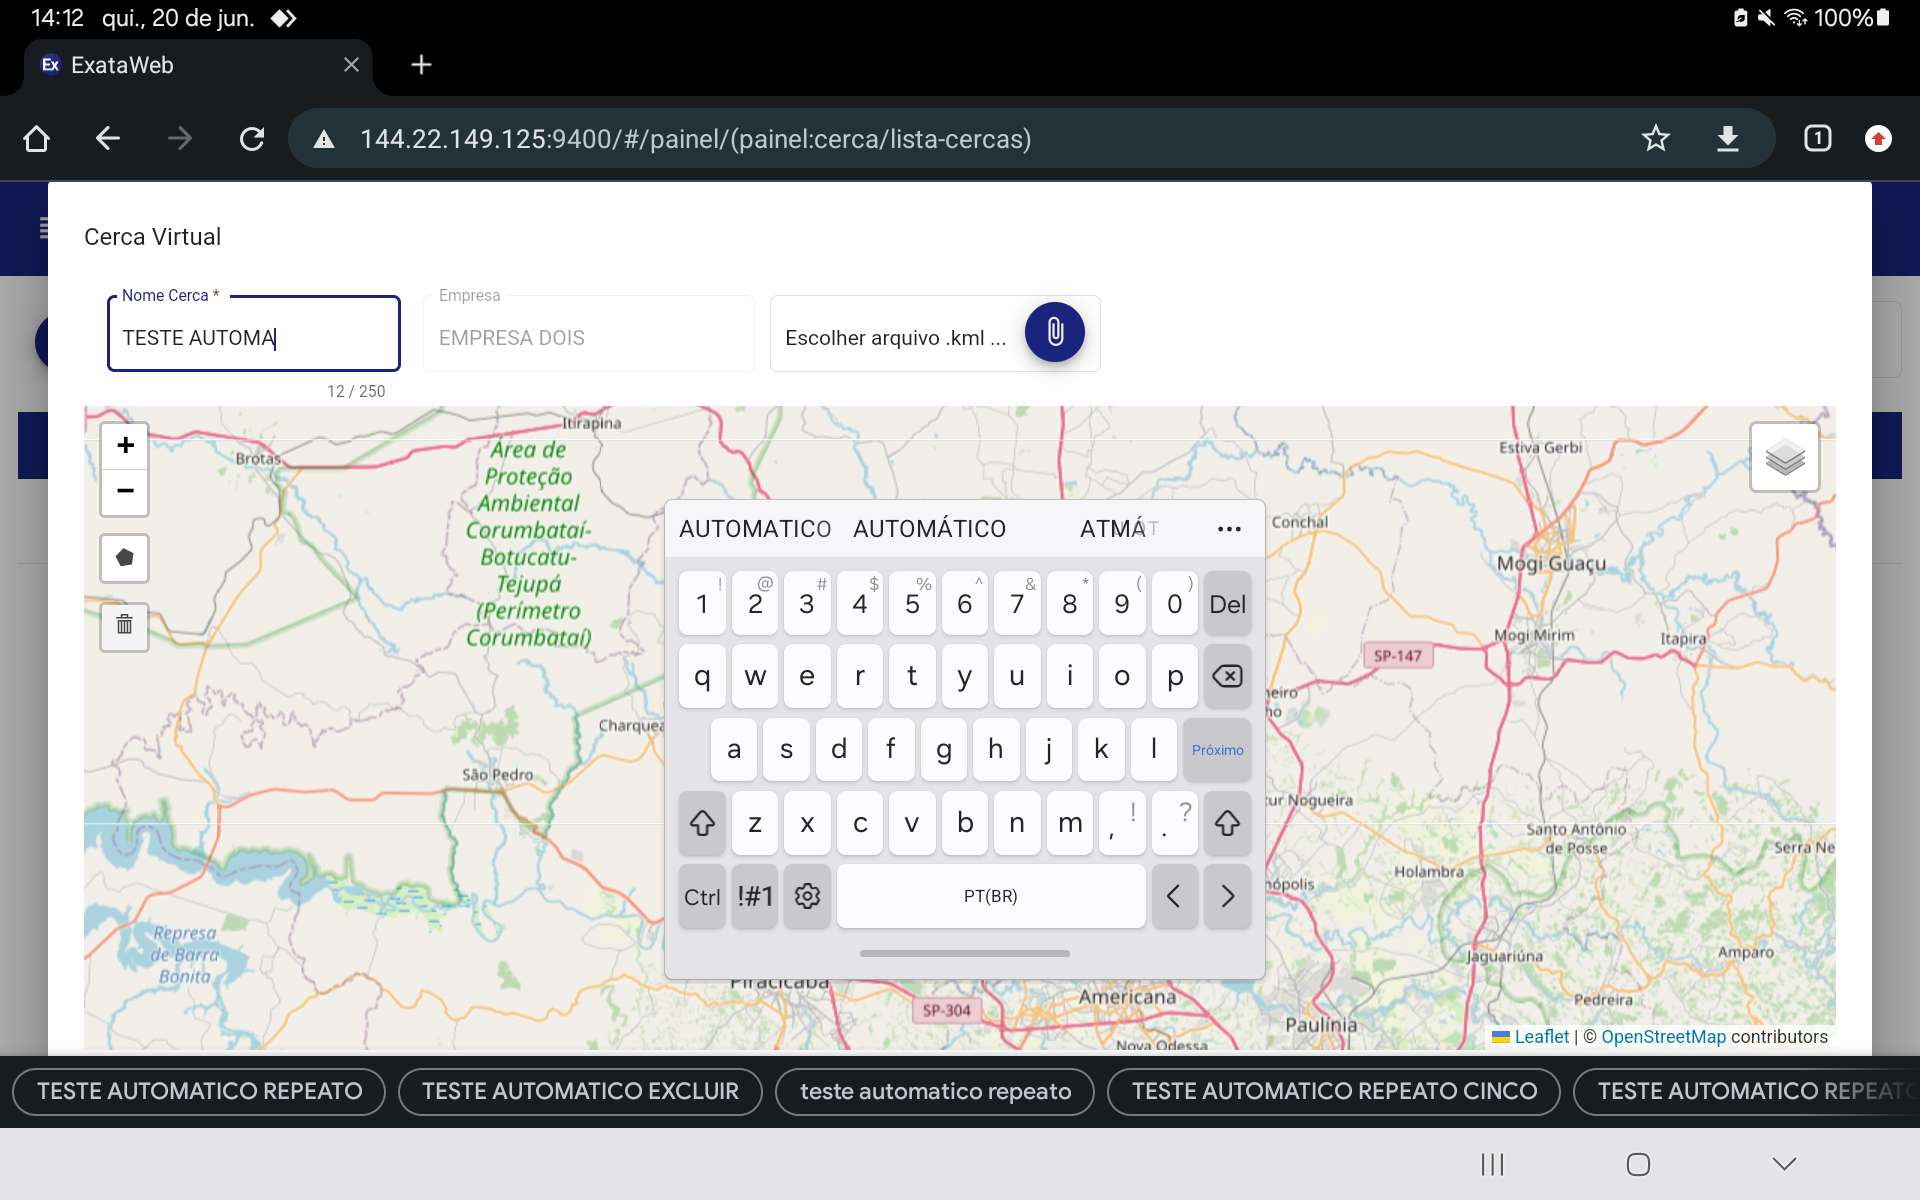 14:12 qui., 20 de jun.
100%
Ex ExataWeb
144.22.149.125:9400/#/painel/(painel:cerca/lista-cercas)
1
Cerca Virtual
Nome Cerca *
TESTE AUTOMA
12 / 250
Empresa
EMPRESA DOIS
Escolher arquivo .kml ...
+
−
Itirapina
Brotas
Área de
Proteção
Ambiental
Corumbataí-
Botucatu-
Tejupá
(Perímetro
Corumbataí)
Estiva Gerbi
Conchal
Mogi Guaçu
Mogi Mirim
Itapira
SP-147
Charquea
São Pedro
Santo Antônio
de Posse
Serra Ne
Holambra
Represa
de Barra
Bonita
Jaguariúna
Amparo
Piracicaba
Americana
SP-304
Pedreira
Paulínia
Nova Odessa
ur Nogueira
nópolis
Leaflet | © OpenStreetMap contributors
AUTOMATICO AUTOMÁTICO ATMÁ ...
! @ # $ % ^ & * ( )
1 2 3 4 5 6 7 8 9 0 Del
q w e r t y u i o p
a s d f g h j k l Próximo
z x c v b n m , ! . ?
Ctrl !#1 PT(BR) < >
TESTE AUTOMATICO REPEATO
TESTE AUTOMATICO EXCLUIR
teste automatico repeato
TESTE AUTOMATICO REPEATO CINCO
TESTE AUTOMATICO REPEATO